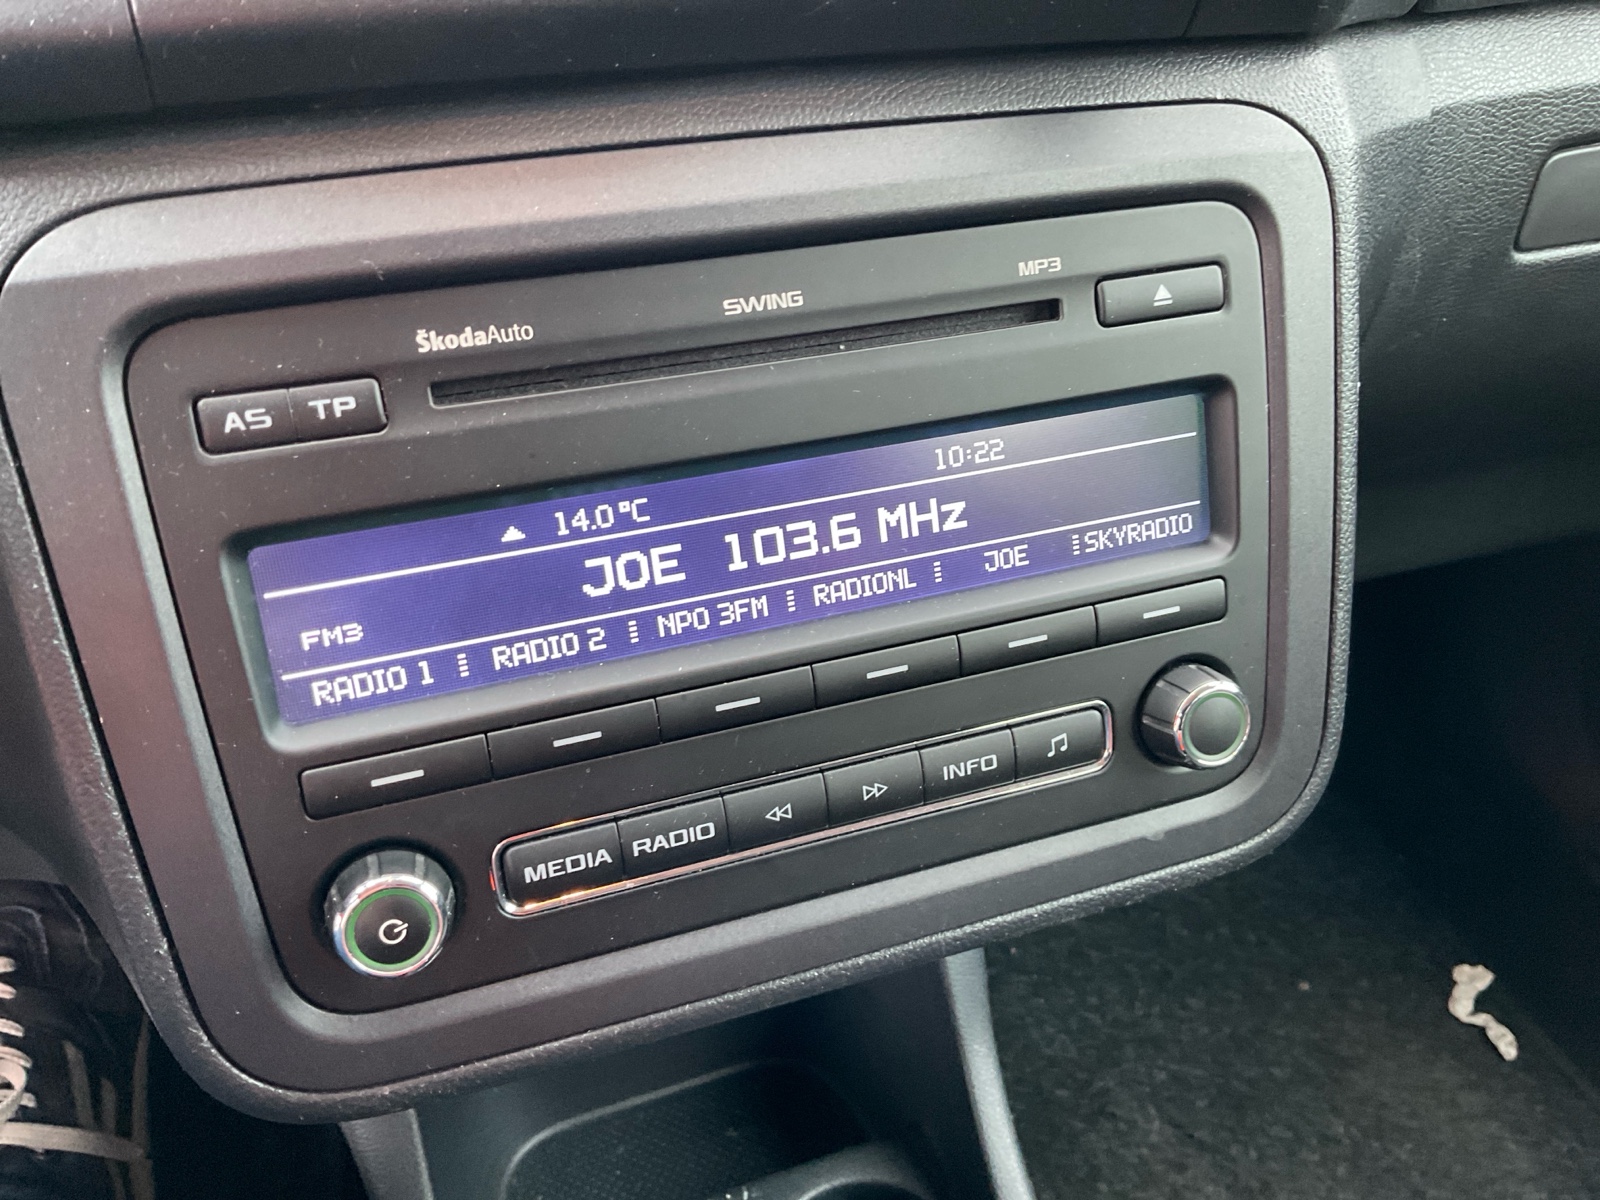 MP3
SWING
ŠkodaAuto
AS TP
14.0°C 10:22
JOE 103.6 MHz
FM3
RADIO 1 RADIO 2 NPO 3FM RADIONL JOE SKYRADIO
MEDIA RADIO INFO